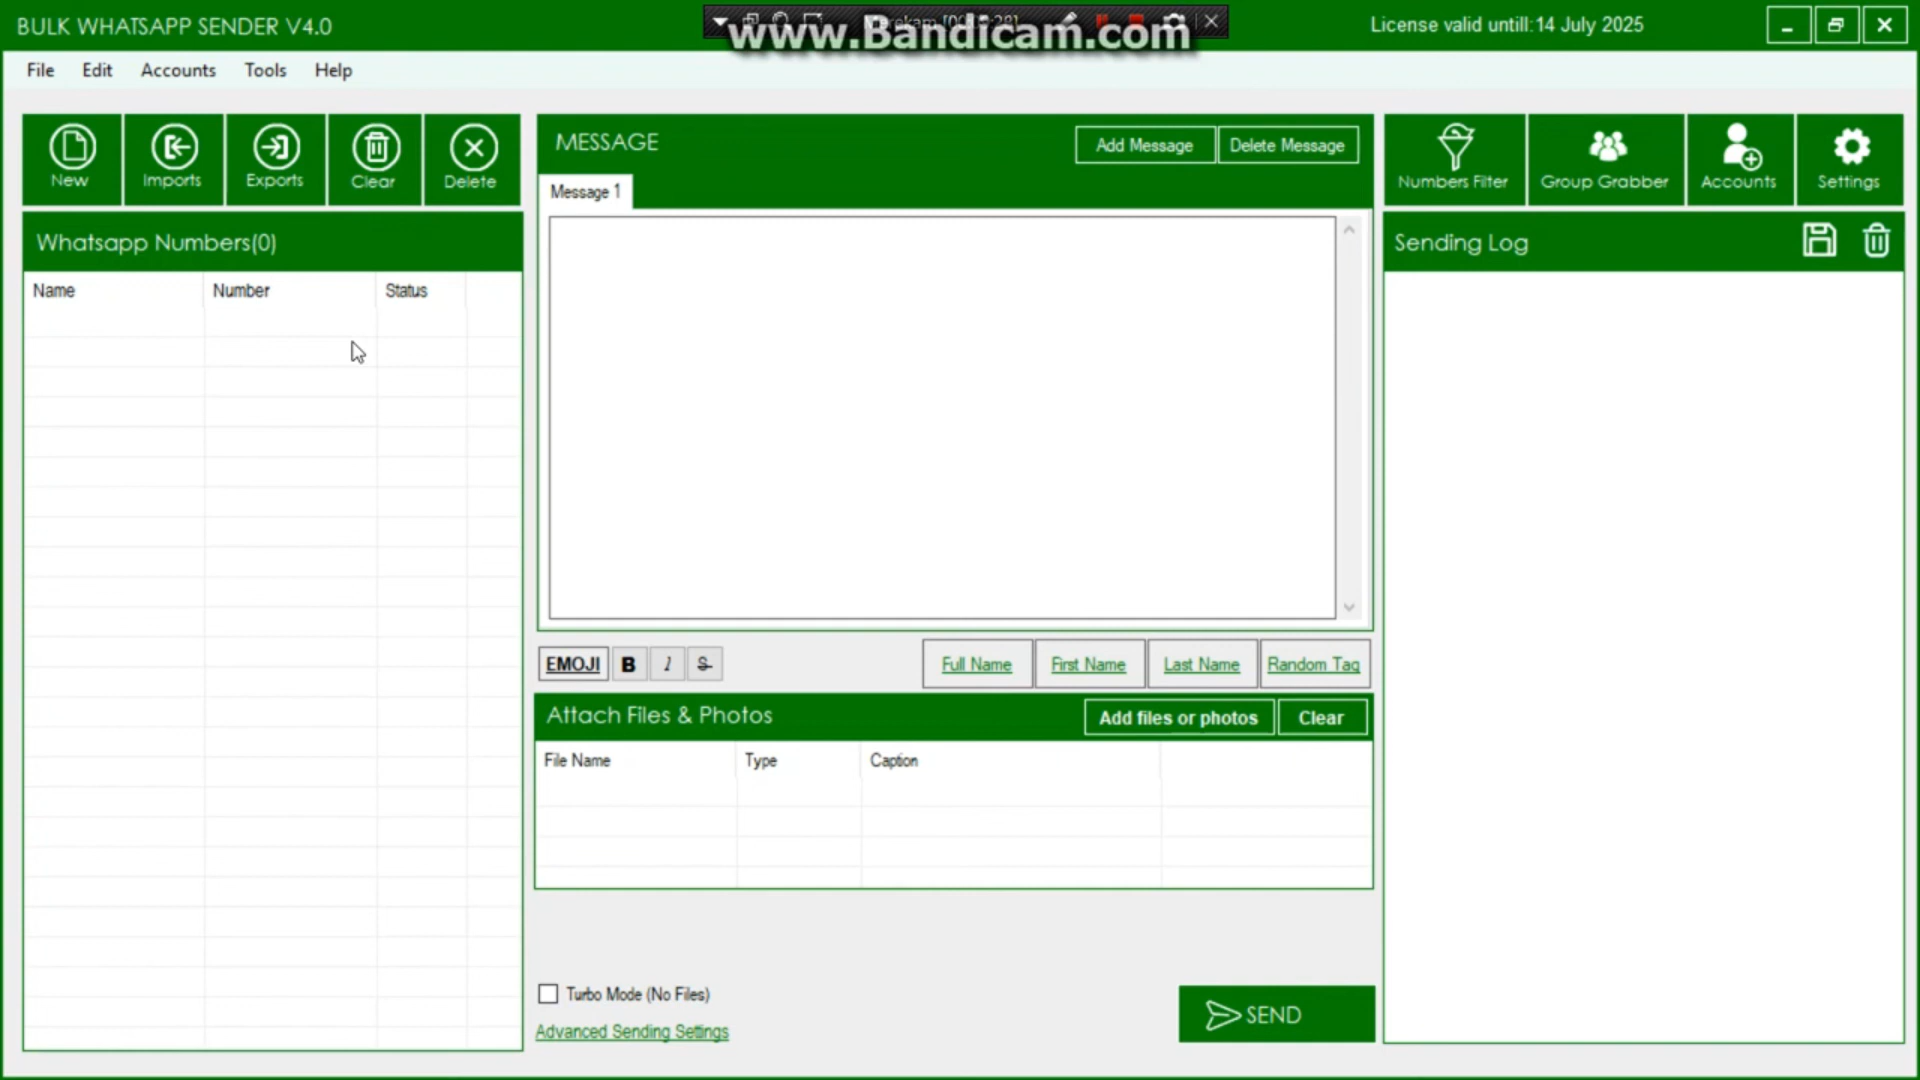 BULK WHATSAPP SENDER V4.0
www.Bandicam.com
License valid untill:14 July 2025
File Edit Accounts Tools Help
New Imports Exports Clear Delete
MESSAGE Add Message Delete Message
Numbers Filter Group Grabber Accounts Settings
Message 1
Whatsapp Numbers(0)
Sending Log
Name Number Status
EMOJI B I S Full Name First Name Last Name Random Tag
Attach Files & Photos Add files or photos Clear
File Name Type Caption
Turbo Mode (No Files)
Advanced Sending Settings
SEND